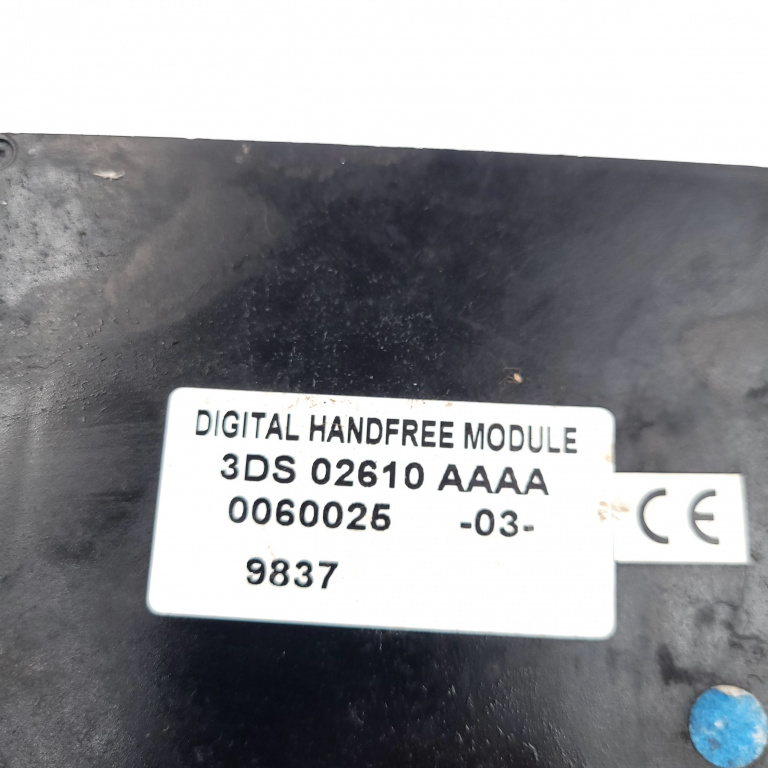 DIGITAL HANDFREE MODULE
3DS 02610 AAAA
0060025 -03-
CE
9837